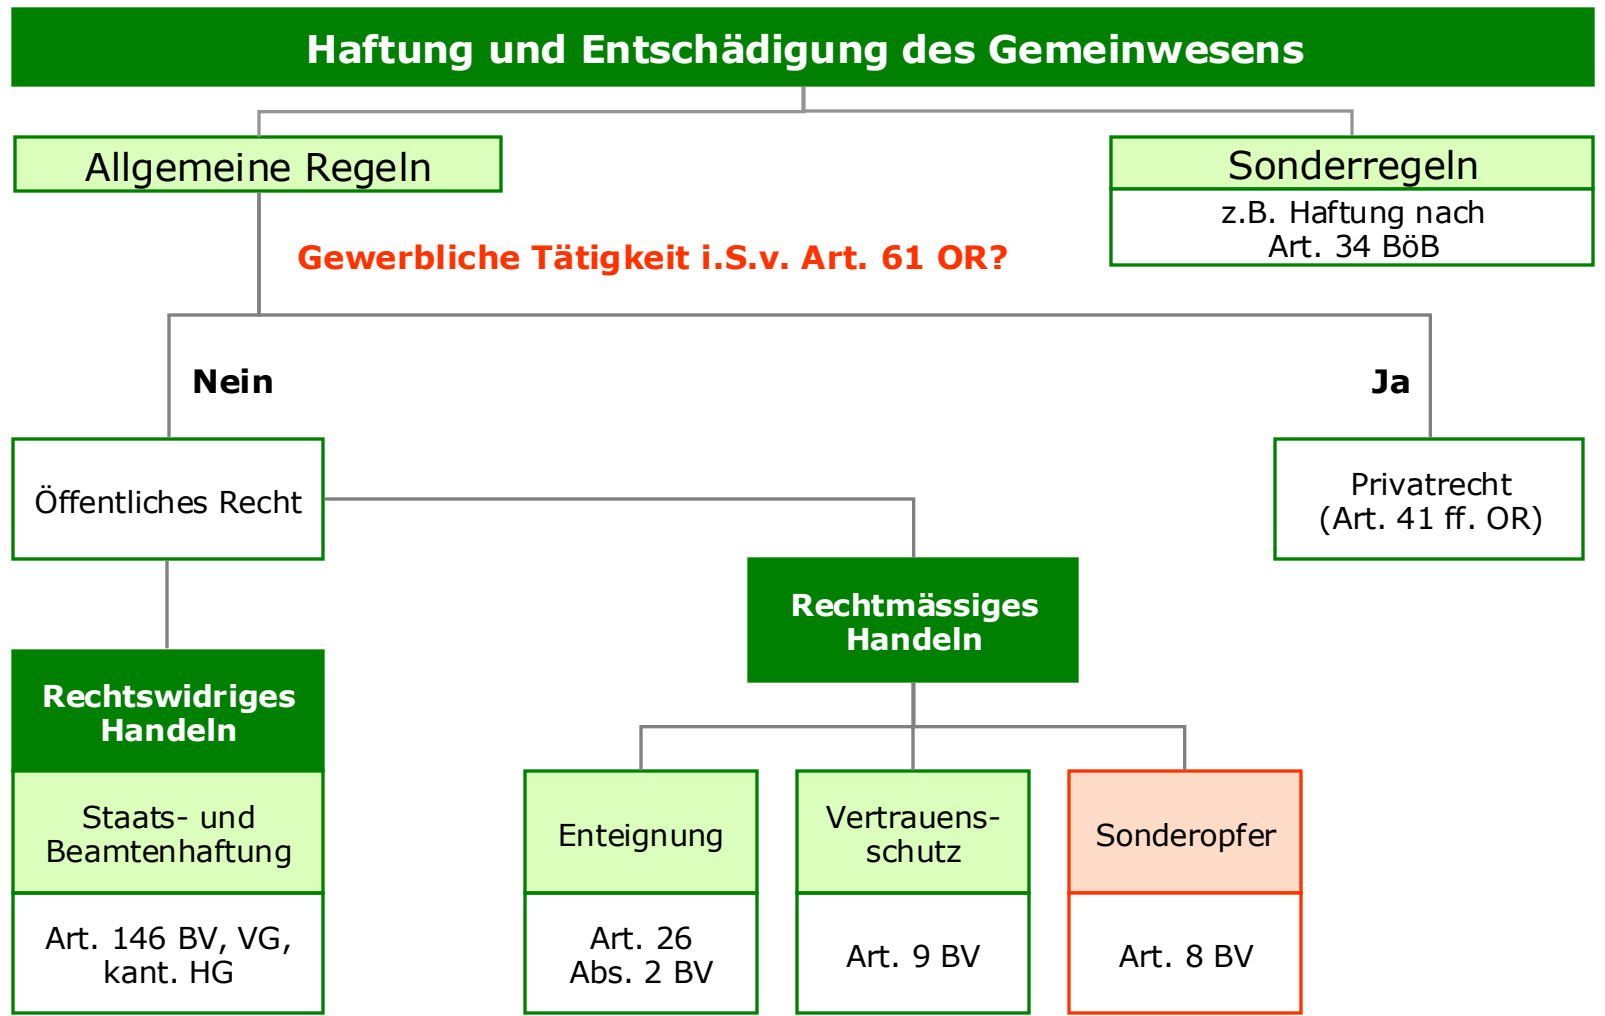 Haftung und Entschädigung des Gemeinwesens
Allgemeine Regeln
Sonderregeln
z.B. Haftung nach
Art. 34 BöB
Gewerbliche Tätigkeit i.S.v. Art. 61 OR?
Nein
Ja
Öffentliches Recht
Privatrecht
(Art. 41 ff. OR)
Rechtmässiges
Handeln
Rechtswidriges
Handeln
Staats- und
Beamtenhaftung
Art. 146 BV, VG,
kant. HG
Enteignung
Art. 26
Abs. 2 BV
Vertrauens-
schutz
Art. 9 BV
Sonderopfer
Art. 8 BV